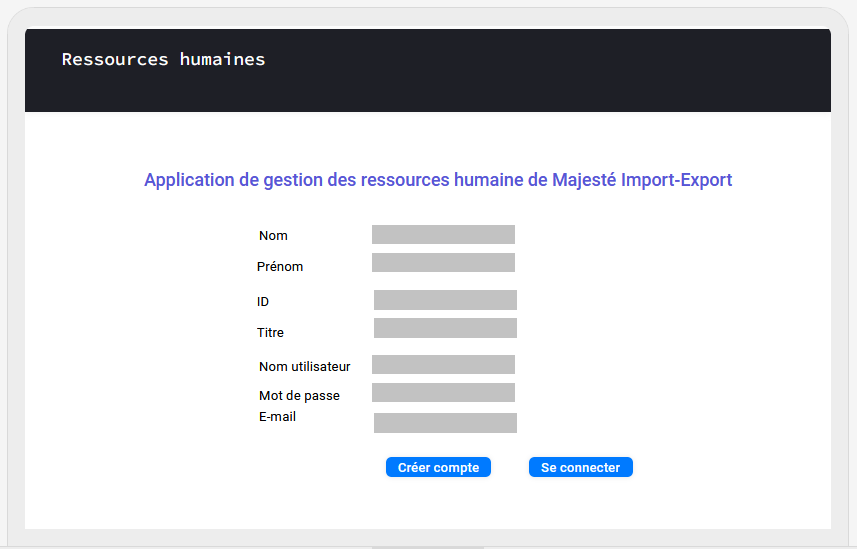 Ressources humaines
Application de gestion des ressources humaine de Majesté Import-Export
Nom
Prénom
ID
Titre
Nom utilisateur
Mot de passe
E-mail
Créer compte
Se connecter